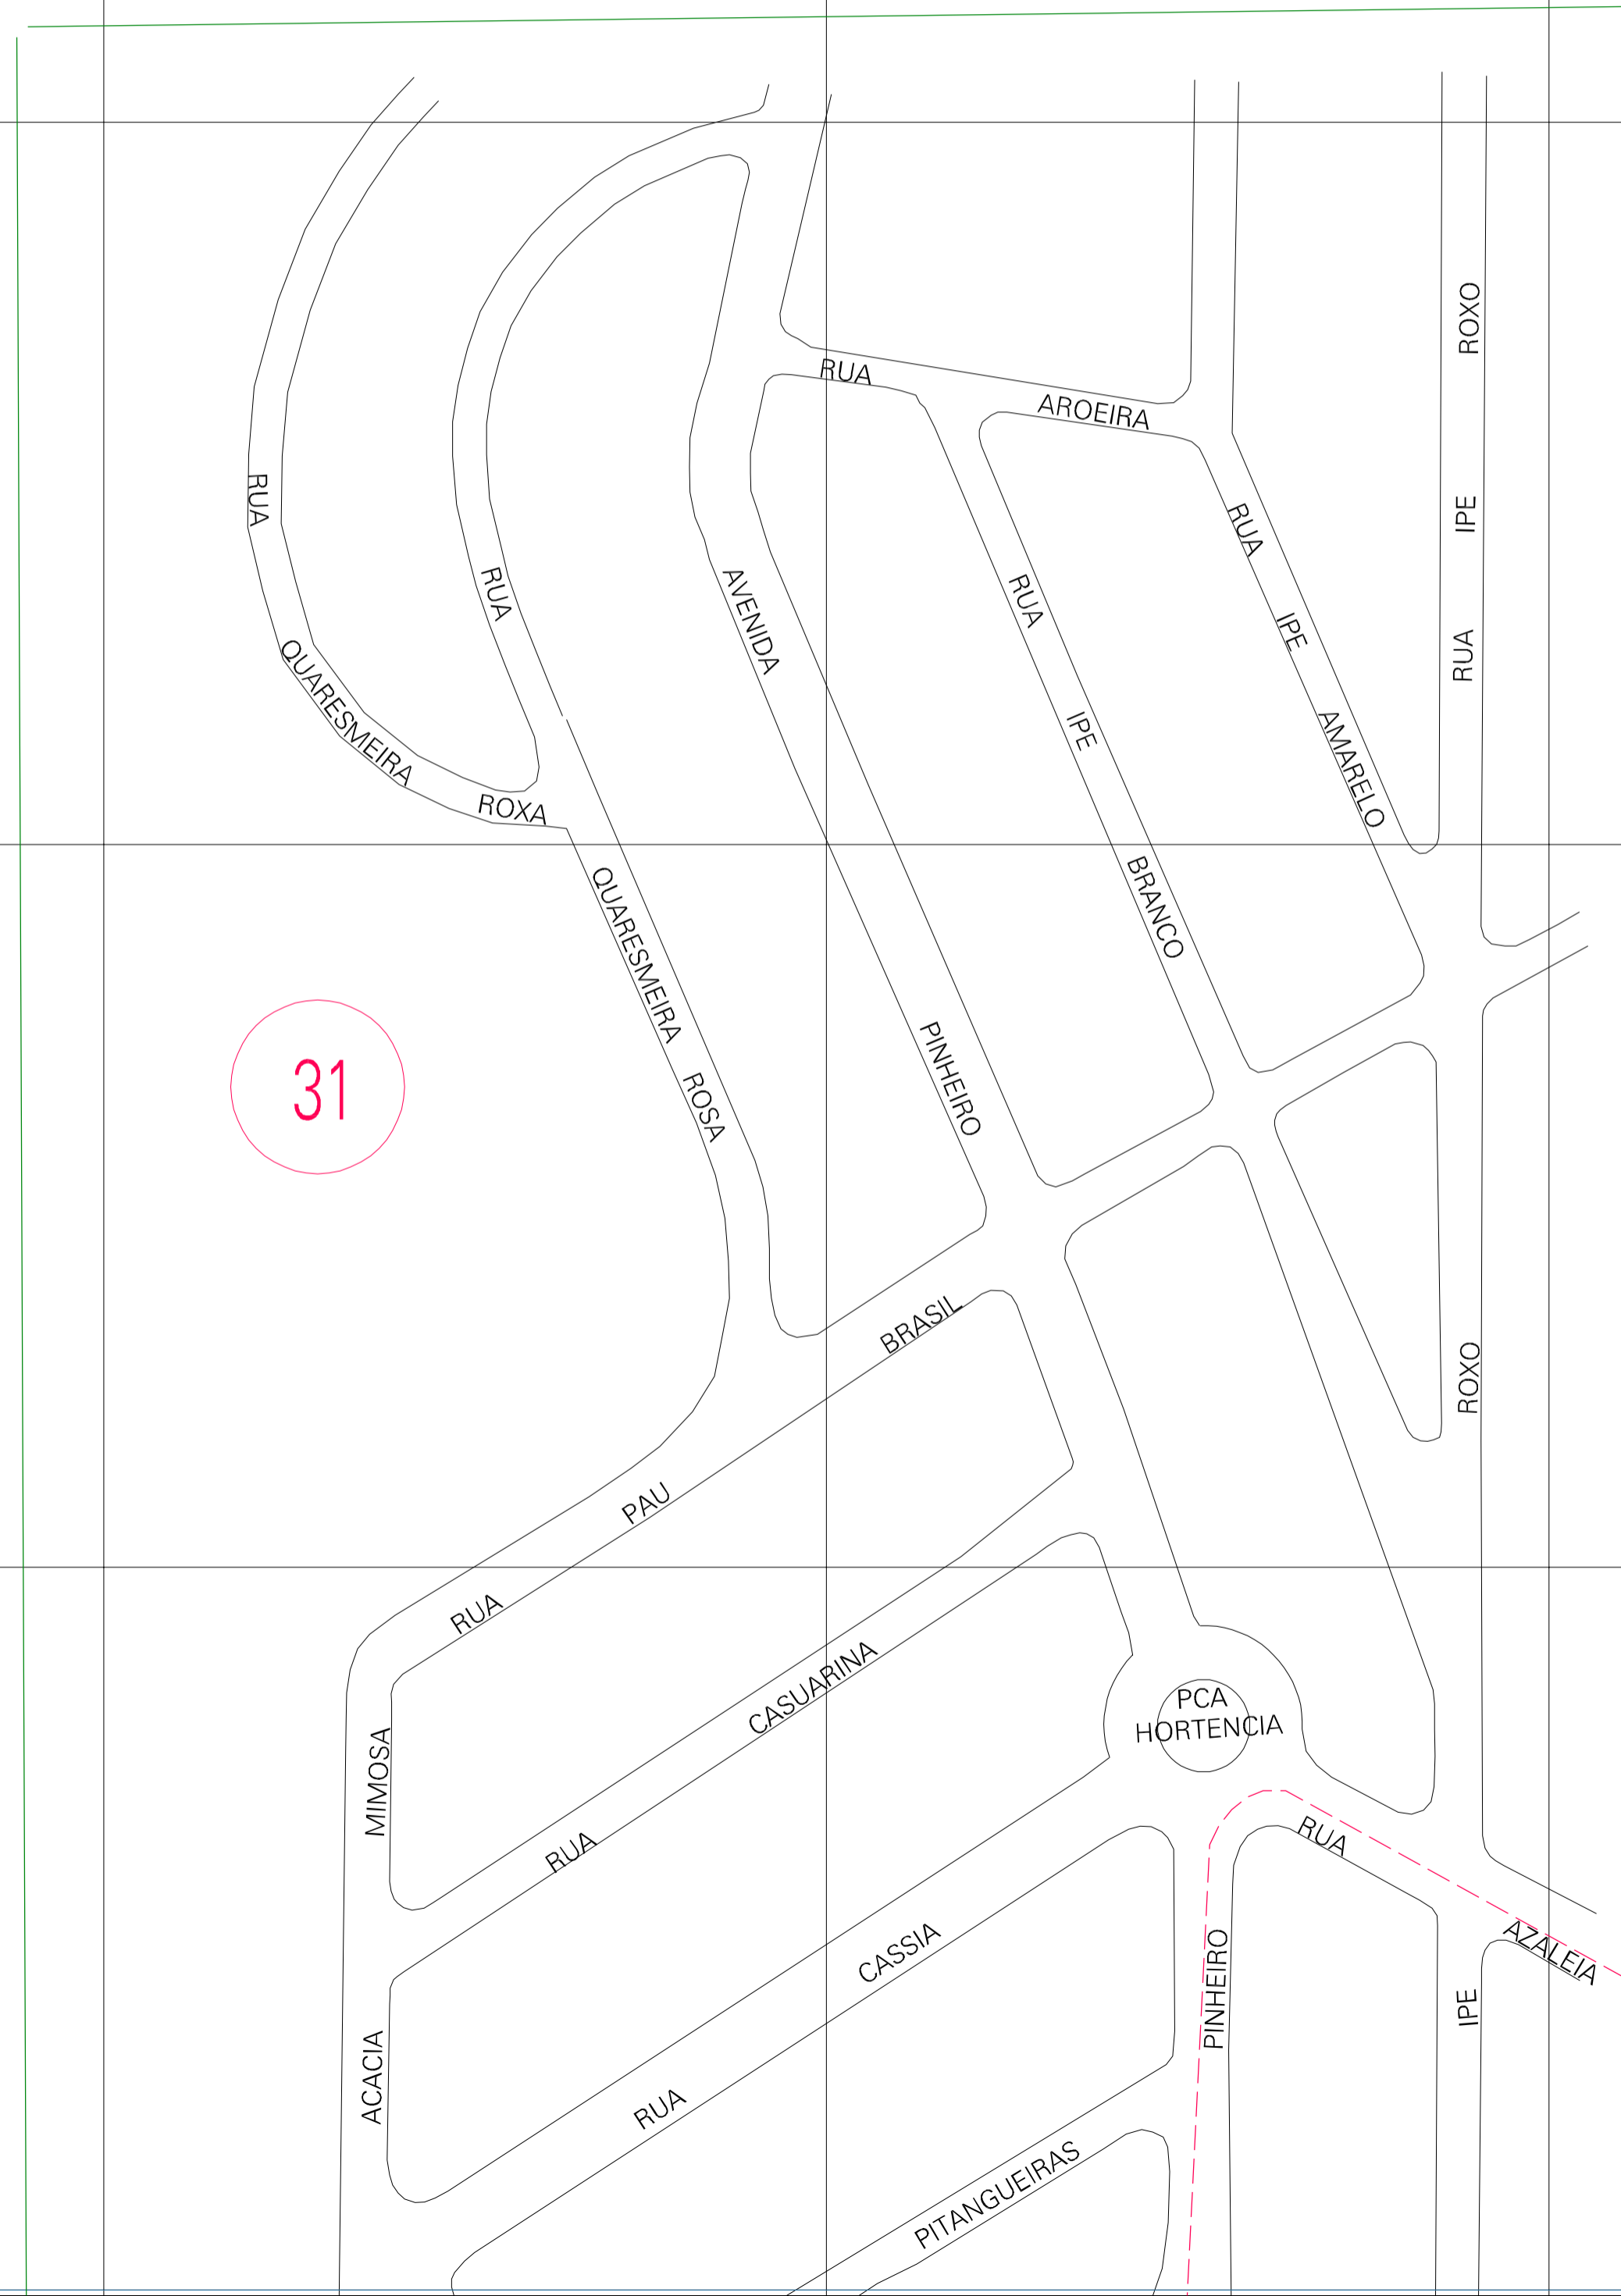 RUA AROEIRA
RUA QUARESMEIRA ROXA
RUA QUARESMEIRA ROSA
AVENIDA PINHEIRO
RUA IPE BRANCO
RUA IPE AMARELO
RUA IPE ROXO
31
ROXO
RUA PAU BRASIL
RUA CASUARINA
PCA
HORTENCIA
ACACIA MIMOSA
RUA AZALEIA
RUA CASSIA
PINHEIRO
IPE
PITANGUEIRAS